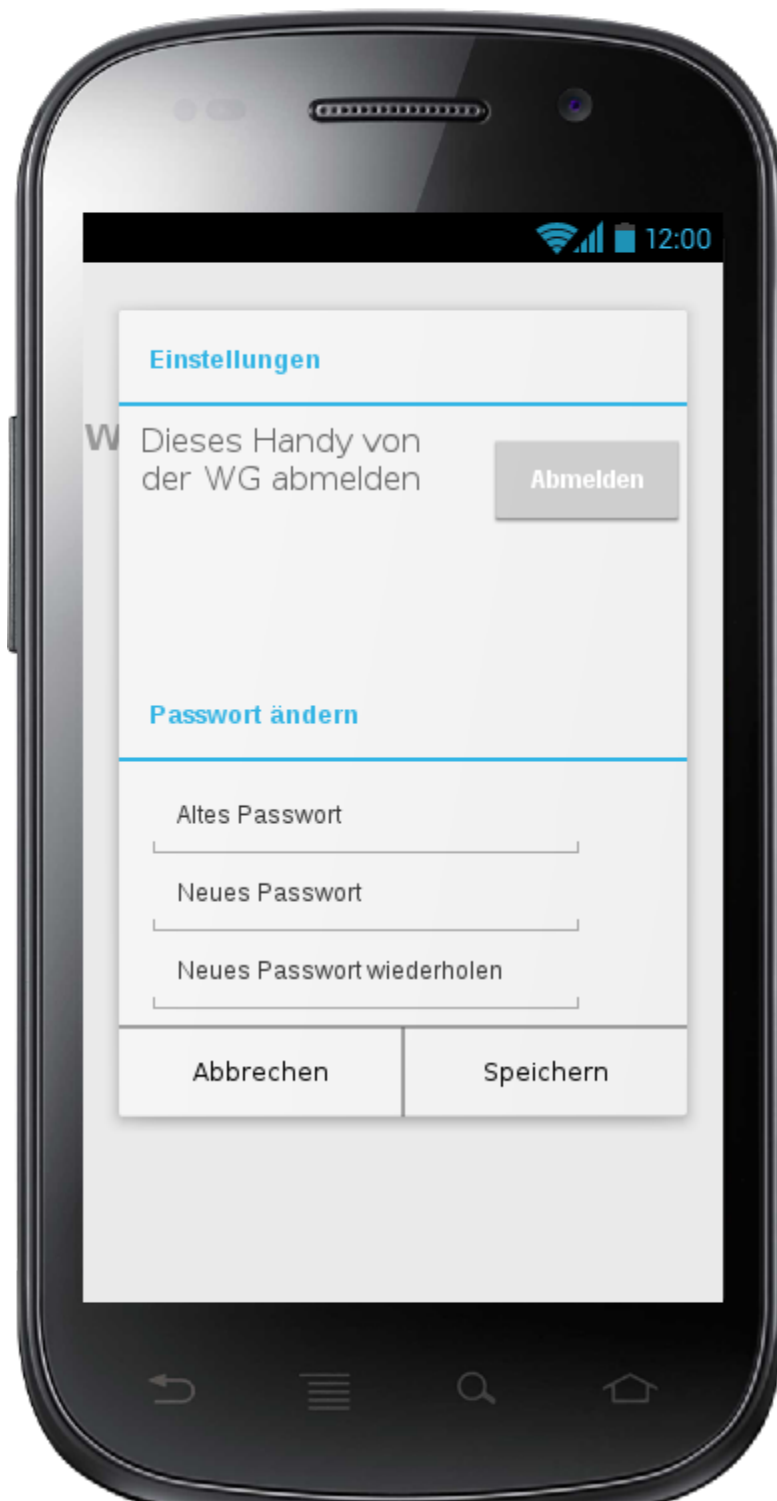 12:00
Einstellungen
w
Dieses Handy von
der WG abmelden
Abmelden
Passwort ändern
Altes Passwort
Neues Passwort
Neues Passwort wiederholen
Abbrechen
Speichern